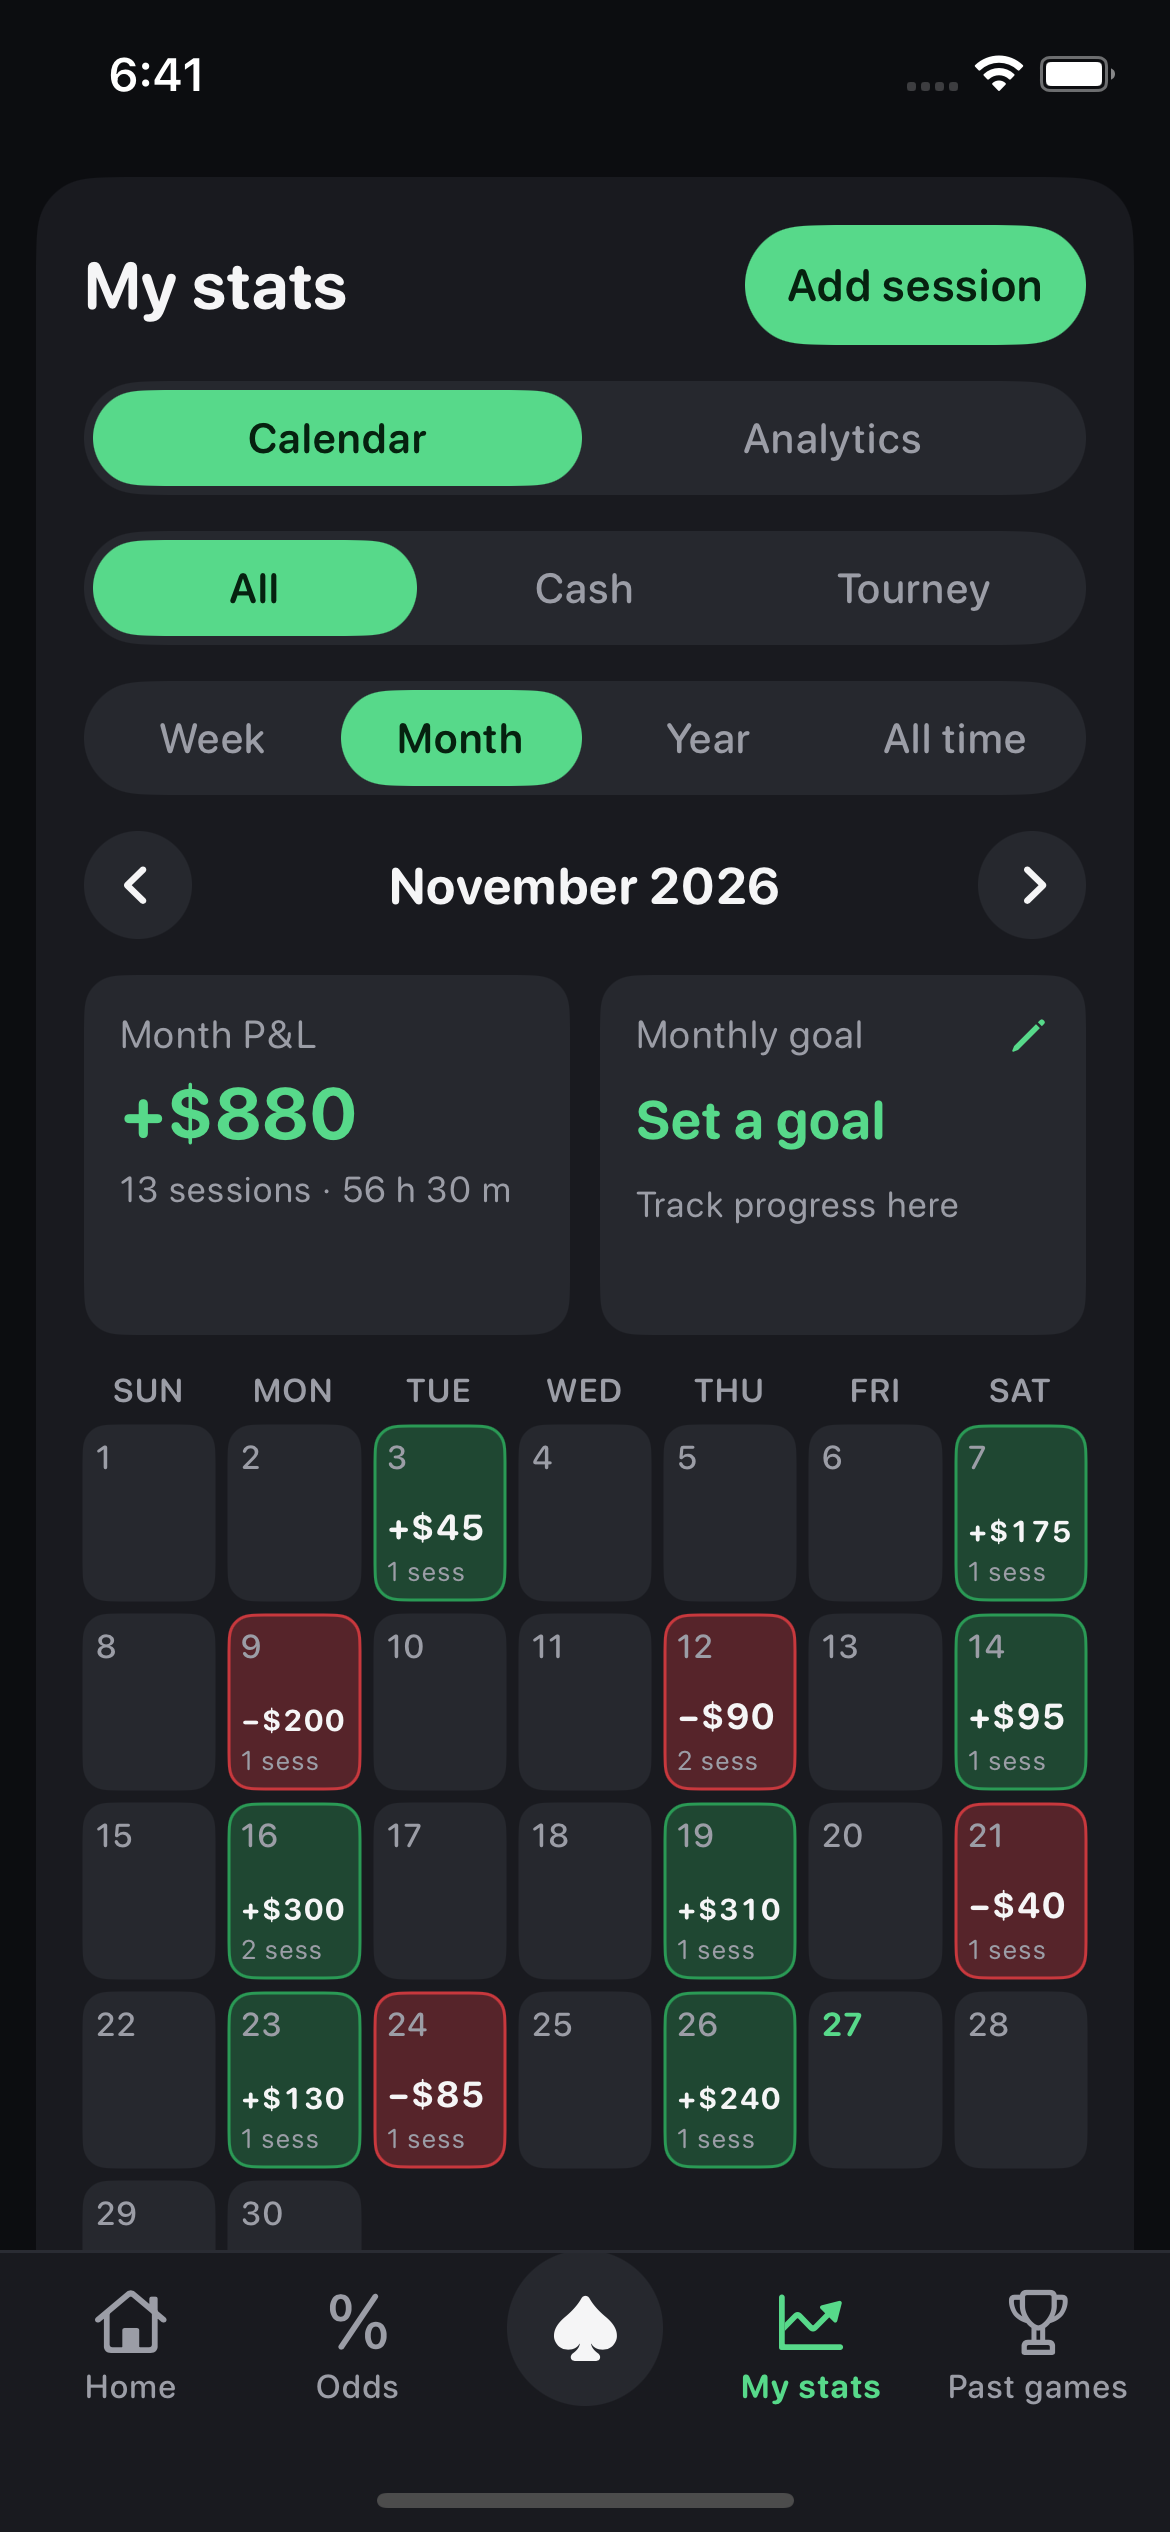 6:41
My stats
Add session
Calendar Analytics
All Cash Tourney
Week Month Year All time
November 2026
Month P&L
+$880
13 sessions · 56 h 30 m
Monthly goal
Set a goal
Track progress here
SUN MON TUE WED THU FRI SAT
1 2 3 4 5 6 7
+$45 +$175
1 sess 1 sess
8 9 10 11 12 13 14
−$200 −$90 +$95
1 sess 2 sess 1 sess
15 16 17 18 19 20 21
+$300 +$310 −$40
2 sess 1 sess 1 sess
22 23 24 25 26 27 28
+$130 −$85 +$240
1 sess 1 sess 1 sess
29 30
Home Odds My stats Past games